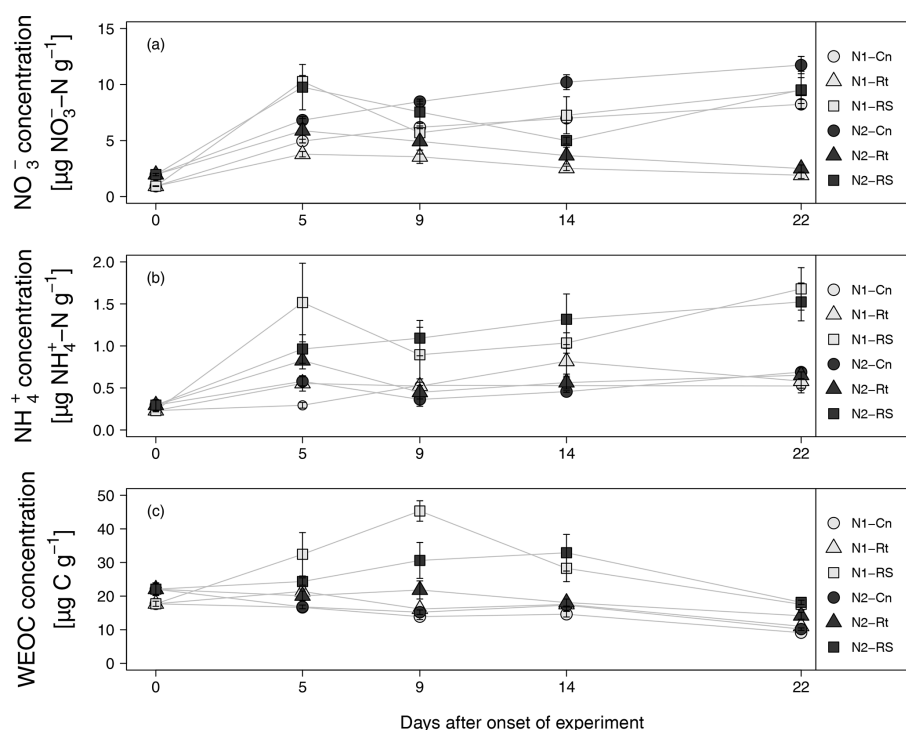 NO₃⁻ concentration
[µg NO₃⁻−N g⁻¹]
(a)
15
10
5
0
0 5 9 14 22
N1−Cn
N1−Rt
N1−RS
N2−Cn
N2−Rt
N2−RS
NH₄⁺ concentration
[µg NH₄⁺−N g⁻¹]
(b)
2.0
1.5
1.0
0.5
0.0
0 5 9 14 22
N1−Cn
N1−Rt
N1−RS
N2−Cn
N2−Rt
N2−RS
WEOC concentration
[µg C g⁻¹]
(c)
50
40
30
20
10
0
0 5 9 14 22
N1−Cn
N1−Rt
N1−RS
N2−Cn
N2−Rt
N2−RS
Days after onset of experiment